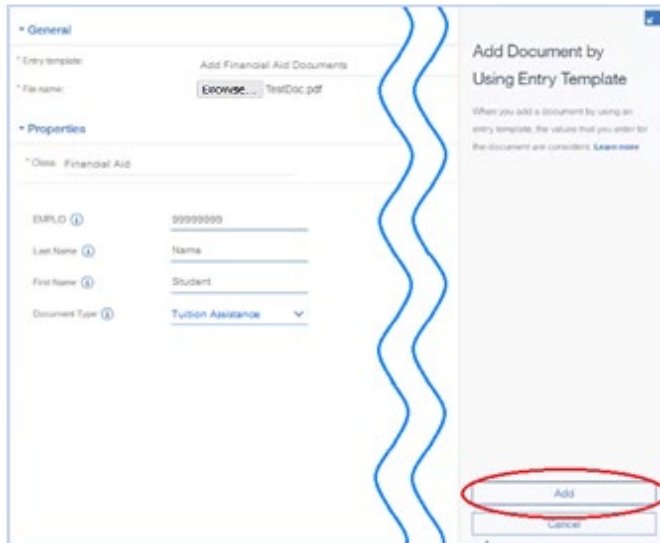 General
* Entry template: Add Financial Aid Documents
* File name: Browse... TestDoc.pdf
Properties
* Class: Financial Aid
EMPLID 99999999
Last Name Name
First Name Student
Document Type Tuition Assistance
Add Document by
Using Entry Template
When you add a document by using an
entry template, the values that you enter for
the document are consistent. Learn more
Add
Cancel